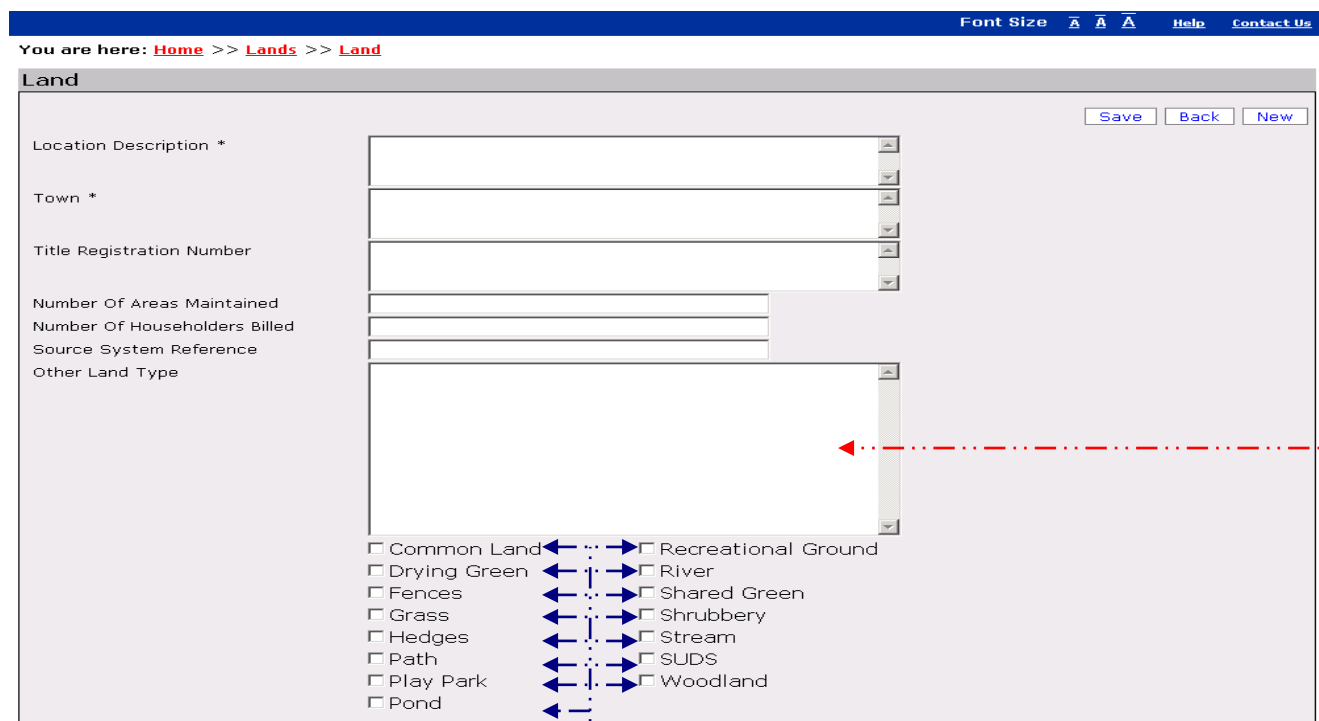 Font Size A A A Help Contact Us
You are here: Home >> Lands >> Land
Land
Save Back New
Location Description *
Town *
Title Registration Number
Number Of Areas Maintained
Number Of Householders Billed
Source System Reference
Other Land Type
Common Land Recreational Ground
Drying Green River
Fences Shared Green
Grass Shrubbery
Hedges Stream
Path SUDS
Play Park Woodland
Pond